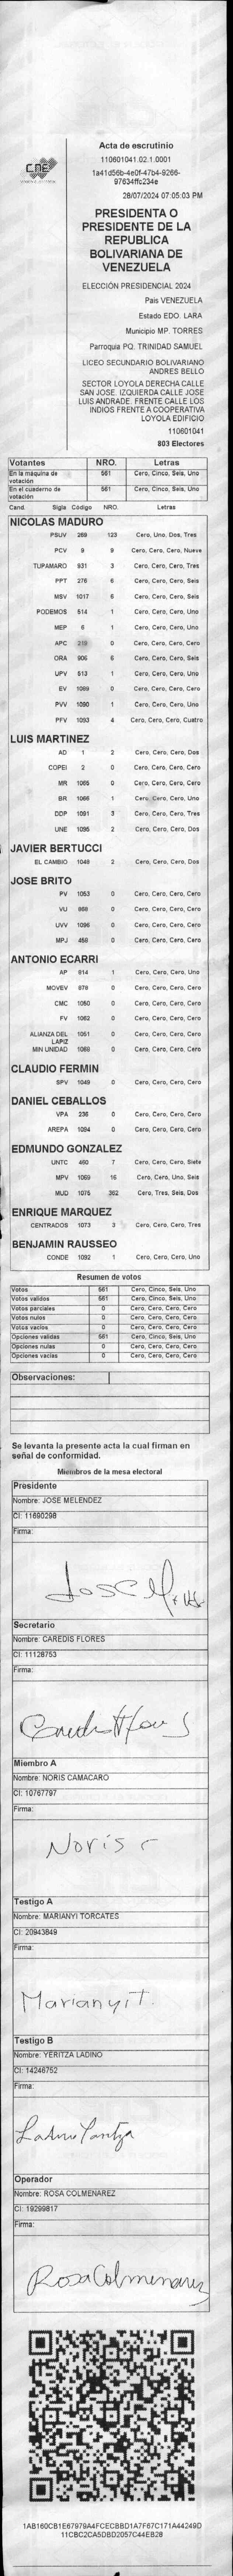 CNE
Acta de escrutinio
110601041.02.1.0001
1a41d56b-4e0f-47b4-9266-
97634ffc234e
28/07/2024 07:05:03 PM
PRESIDENTA O
PRESIDENTE DE LA
REPUBLICA
BOLIVARIANA DE
VENEZUELA
ELECCIÓN PRESIDENCIAL 2024
País VENEZUELA
Estado EDO. LARA
Municipio MP. TORRES
Parroquia PQ. TRINIDAD SAMUEL
LICEO SECUNDARIO BOLIVARIANO
ANDRES BELLO
SECTOR LOYOLA DERECHA CALLE
SAN JOSE. IZQUIERDA CALLE JOSE
LUIS ANDRADE. FRENTE CALLE LOS
INDIOS FRENTE A COOPERATIVA
LOYOLA EDIFICIO
110601041
803 Electores
Votantes NRO. Letras
En la maquina de votación 561 Cero, Cinco, Seis, Uno
En el cuaderno de votación 561 Cero, Cinco, Seis, Uno
Cand. Sigla Código NRO. Letras
NICOLAS MADURO
PSUV 269 123 Cero, Uno, Dos, Tres
PCV 9 9 Cero, Cero, Cero, Nueve
TUPAMARO 931 3 Cero, Cero, Cero, Tres
PPT 276 6 Cero, Cero, Cero, Seis
MSV 1017 6 Cero, Cero, Cero, Seis
PODEMOS 514 1 Cero, Cero, Cero, Uno
MEP 6 1 Cero, Cero, Cero, Uno
APC 219 0 Cero, Cero, Cero, Cero
ORA 906 6 Cero, Cero, Cero, Seis
UPV 513 1 Cero, Cero, Cero, Uno
EV 1089 0 Cero, Cero, Cero, Cero
PVV 1090 1 Cero, Cero, Cero, Uno
PFV 1093 4 Cero, Cero, Cero, Cuatro
LUIS MARTINEZ
AD 1 2 Cero, Cero, Cero, Dos
COPEI 2 0 Cero, Cero, Cero, Cero
MR 1065 0 Cero, Cero, Cero, Cero
BR 1066 1 Cero, Cero, Cero, Uno
DDP 1091 3 Cero, Cero, Cero, Tres
UNE 1095 2 Cero, Cero, Cero, Dos
JAVIER BERTUCCI
EL CAMBIO 1048 2 Cero, Cero, Cero, Dos
JOSE BRITO
PV 1053 0 Cero, Cero, Cero, Cero
VU 868 0 Cero, Cero, Cero, Cero
UVV 1096 0 Cero, Cero, Cero, Cero
MPJ 458 0 Cero, Cero, Cero, Cero
ANTONIO ECARRI
AP 814 1 Cero, Cero, Cero, Uno
MOVEV 878 0 Cero, Cero, Cero, Cero
CMC 1050 0 Cero, Cero, Cero, Cero
FV 1062 0 Cero, Cero, Cero, Cero
ALIANZA DEL LAPIZ 1051 0 Cero, Cero, Cero, Cero
MIN UNIDAD 1068 0 Cero, Cero, Cero, Cero
CLAUDIO FERMIN
SPV 1049 0 Cero, Cero, Cero, Cero
DANIEL CEBALLOS
VPA 236 0 Cero, Cero, Cero, Cero
AREPA 1094 0 Cero, Cero, Cero, Cero
EDMUNDO GONZALEZ
UNTC 460 7 Cero, Cero, Cero, Siete
MPV 1069 16 Cero, Cero, Uno, Seis
MUD 1075 362 Cero, Tres, Seis, Dos
ENRIQUE MARQUEZ
CENTRADOS 1073 3 Cero, Cero, Cero, Tres
BENJAMIN RAUSSEO
CONDE 1092 1 Cero, Cero, Cero, Uno
Resumen de votos
Votos 561 Cero, Cinco, Seis, Uno
Votos validos 561 Cero, Cinco, Seis, Uno
Votos parciales 0 Cero, Cero, Cero, Cero
Votos nulos 0 Cero, Cero, Cero, Cero
Votos vacios 0 Cero, Cero, Cero, Cero
Opciones validas 561 Cero, Cinco, Seis, Uno
Opciones nulas 0 Cero, Cero, Cero, Cero
Opciones vacias 0 Cero, Cero, Cero, Cero
Observaciones:
Se levanta la presente acta la cual firman en
señal de conformidad.
Miembros de la mesa electoral
Presidente
Nombre: JOSE MELENDEZ
CI: 11690298
Firma:
Secretario
Nombre: CAREDIS FLORES
CI: 11128753
Firma:
Miembro A
Nombre: NORIS CAMACARO
CI: 10767797
Firma:
Noris C
Testigo A
Nombre: MARIANYI TORCATES
CI: 20943849
Firma:
Marianyi T.
Testigo B
Nombre: YERITZA LADINO
CI: 14246752
Firma:
Operador
Nombre: ROSA COLMENAREZ
CI: 19299817
Firma:
Rosa Colmenarez
1AB160CB1E67979A4FCECBBD1A7F67C171A44249D
11CBC2CA5DBD2057C44EB28